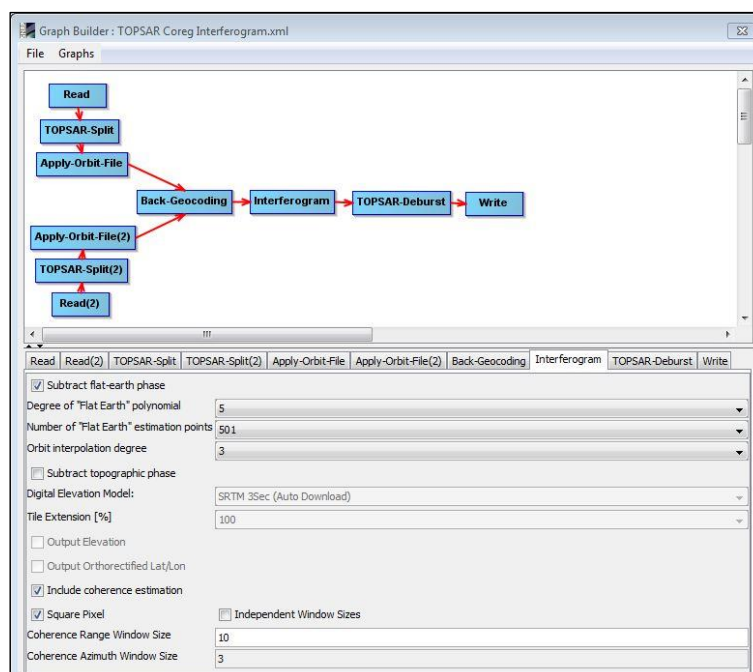 Graph Builder : TOPSAR Coreg Interferogram.xml
File Graphs
Read
TOPSAR-Split
Apply-Orbit-File
Back-Geocoding
Interferogram
TOPSAR-Deburst
Write
Apply-Orbit-File(2)
TOPSAR-Split(2)
Read(2)
Read Read(2) TOPSAR-Split TOPSAR-Split(2) Apply-Orbit-File Apply-Orbit-File(2) Back-Geocoding Interferogram TOPSAR-Deburst Write
Subtract flat-earth phase
Degree of "Flat Earth" polynomial 5
Number of "Flat Earth" estimation points 501
Orbit interpolation degree 3
Subtract topographic phase
Digital Elevation Model: SRTM 3Sec (Auto Download)
Tile Extension [%] 100
Output Elevation
Output Orthorectified Lat/Lon
Include coherence estimation
Square Pixel Independent Window Sizes
Coherence Range Window Size 10
Coherence Azimuth Window Size 3